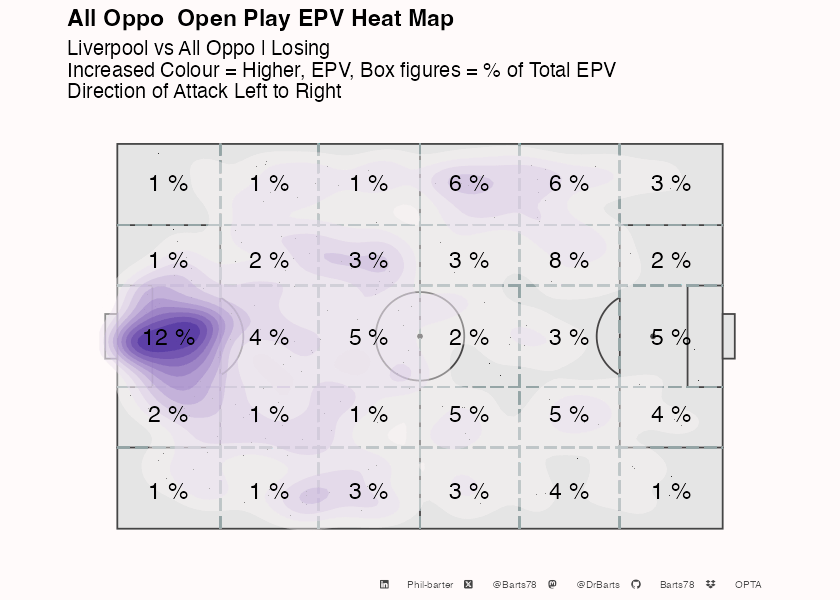 All Oppo  Open Play EPV Heat Map
Liverpool vs All Oppo | Losing
Increased Colour = Higher, EPV, Box figures = % of Total EPV
Direction of Attack Left to Right
1 % 1 % 1 % 6 % 6 % 3 %
1 % 2 % 3 % 3 % 8 % 2 %
12 % 4 % 5 % 2 % 3 % 5 %
2 % 1 % 1 % 5 % 5 % 4 %
1 % 1 % 3 % 3 % 4 % 1 %
Phil-barter @Barts78 @DrBarts Barts78 OPTA